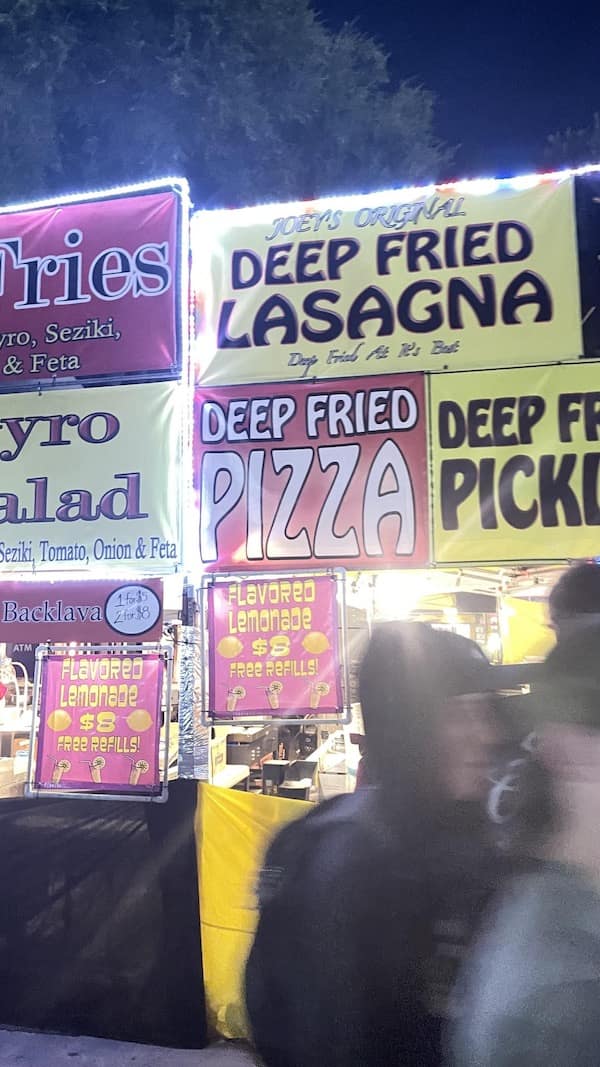 Fries
yro, Seziki,
& Feta
yro
alad
Seziki, Tomato, Onion & Feta
Backlava
1 for $5
2 for $8
ATM
FLAVORED
Lemonade
$8
FREE REFILLS!
JOEY'S ORIGINAL
DEEP FRIED
LASAGNA
Deep Fried At It's Best
DEEP FRIED
PIZZA
DEEP FR
PICKL
FLAVORED
Lemonade
$8
FREE REFILLS!